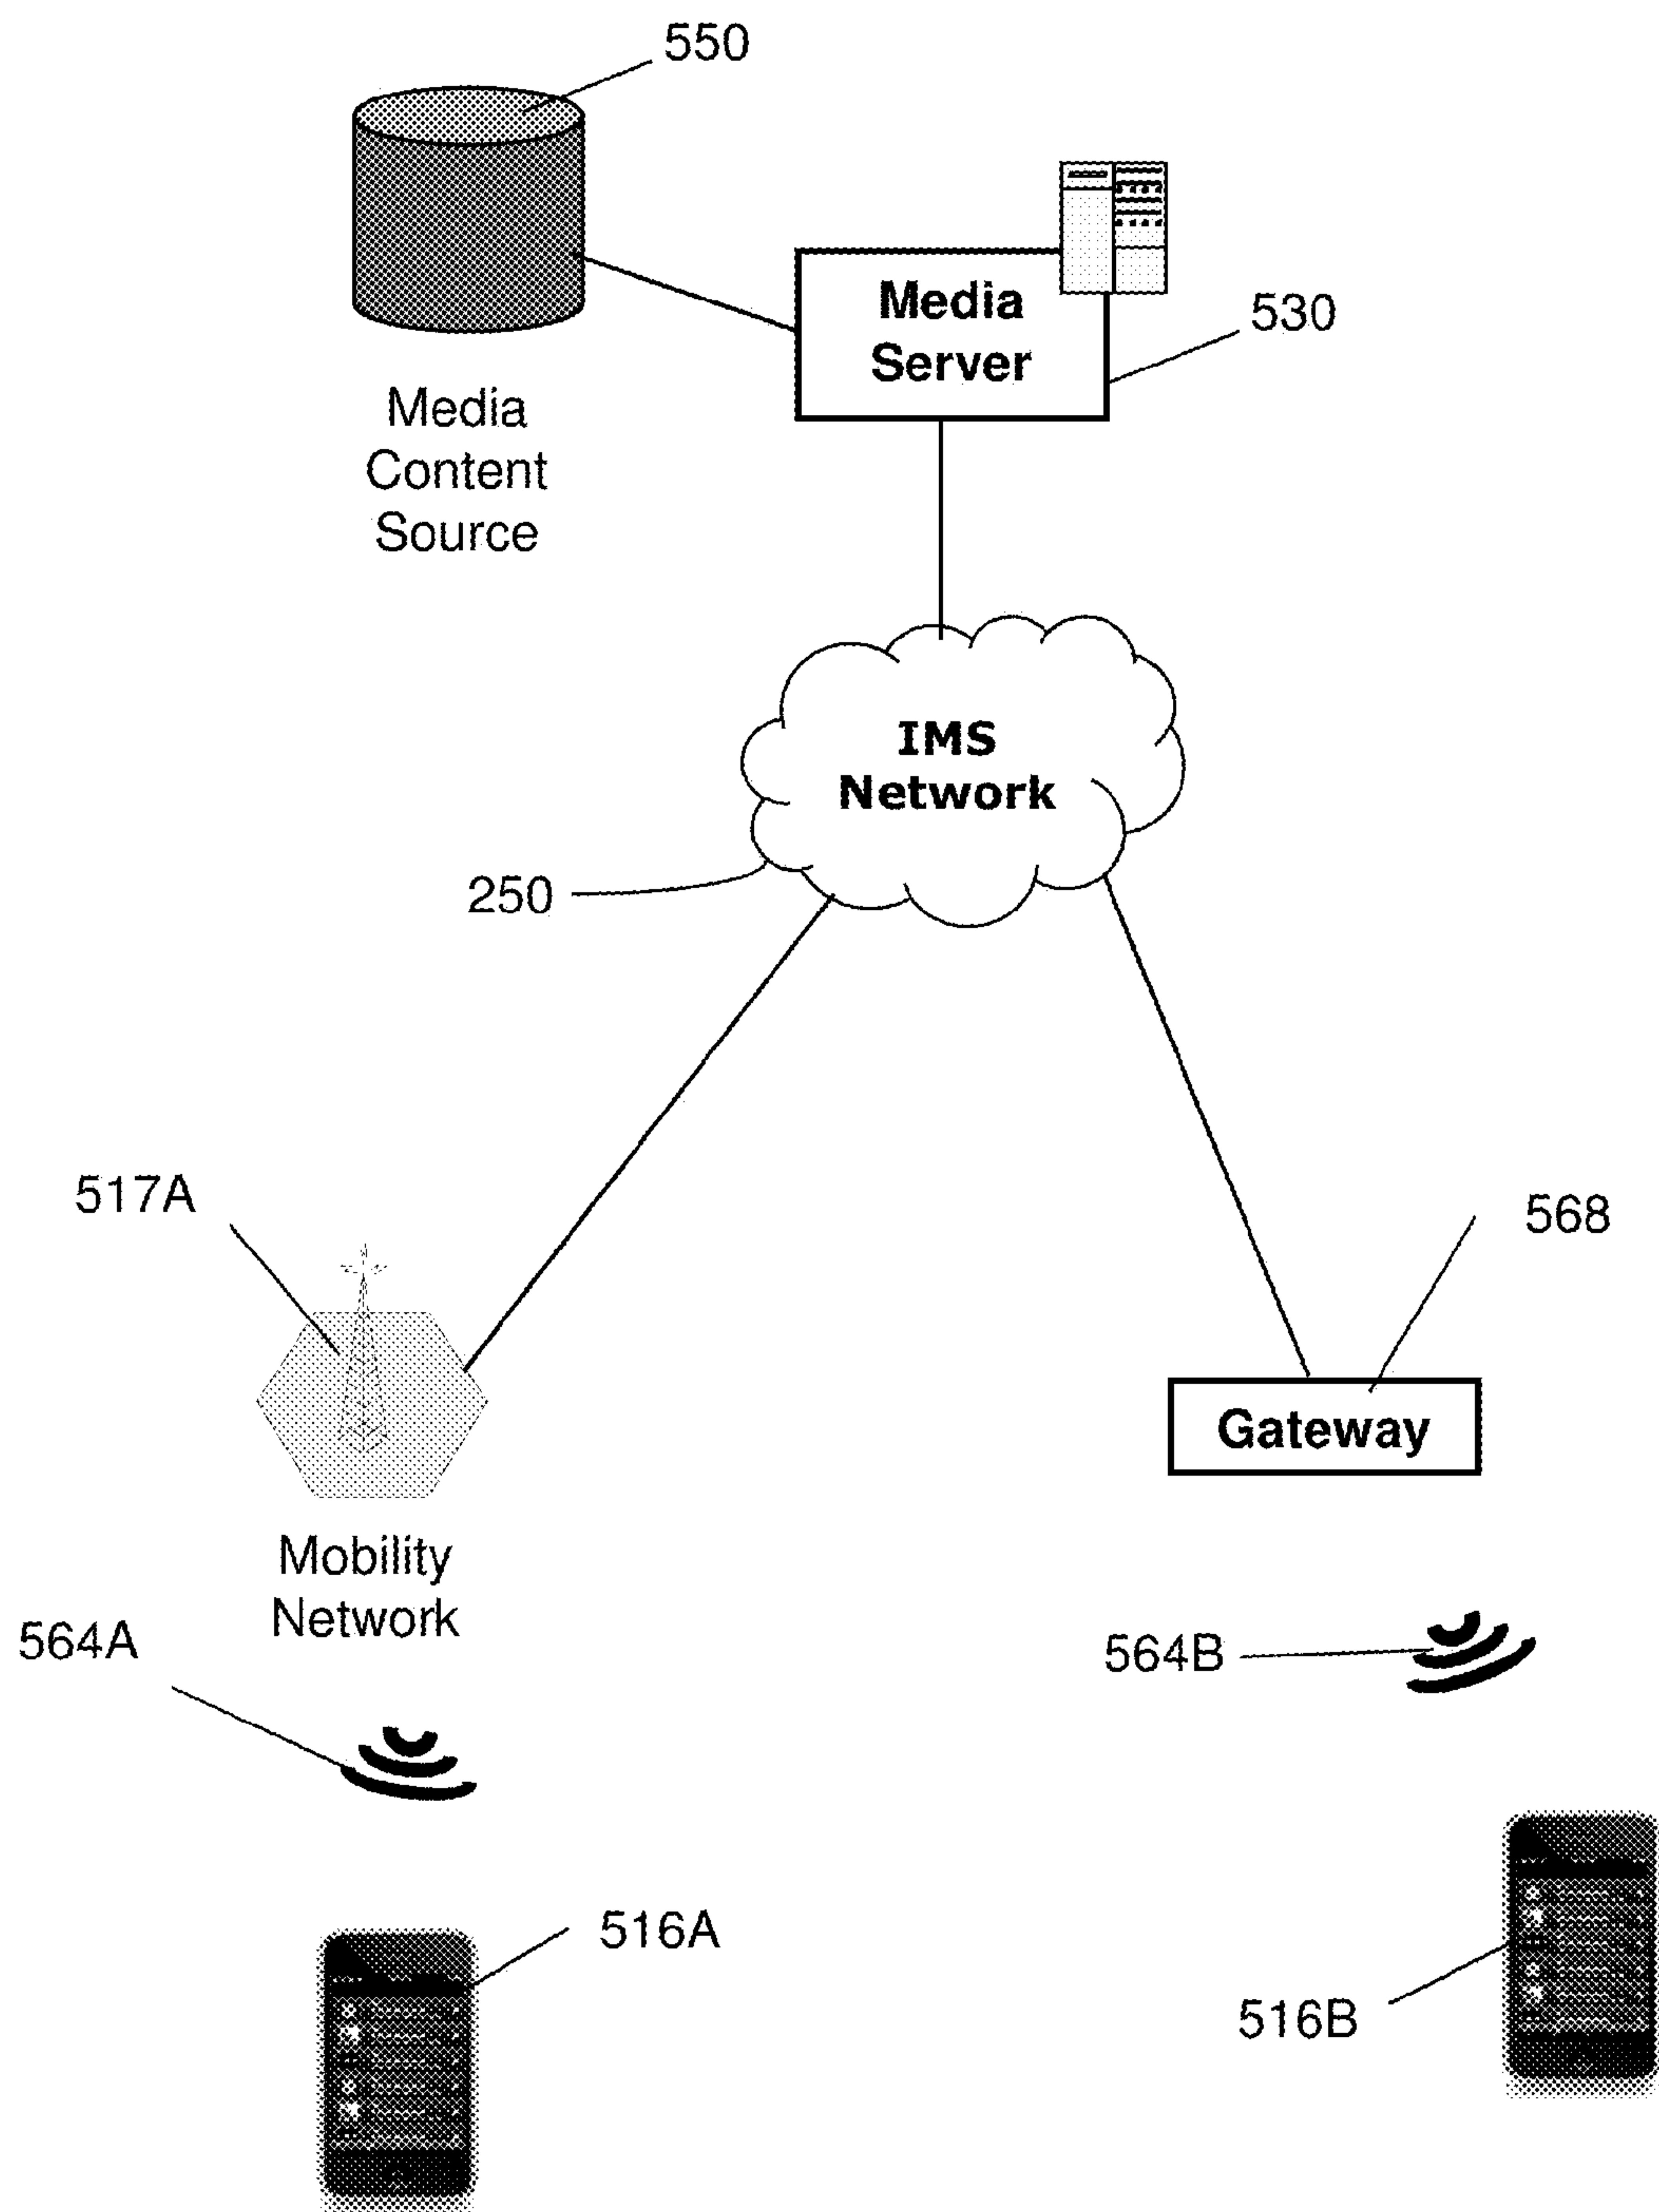 550
Media
Server
530
Media
Content
Source
IMS
Network
250
517A
568
Gateway
Mobility
Network
564A
564B
516A
516B